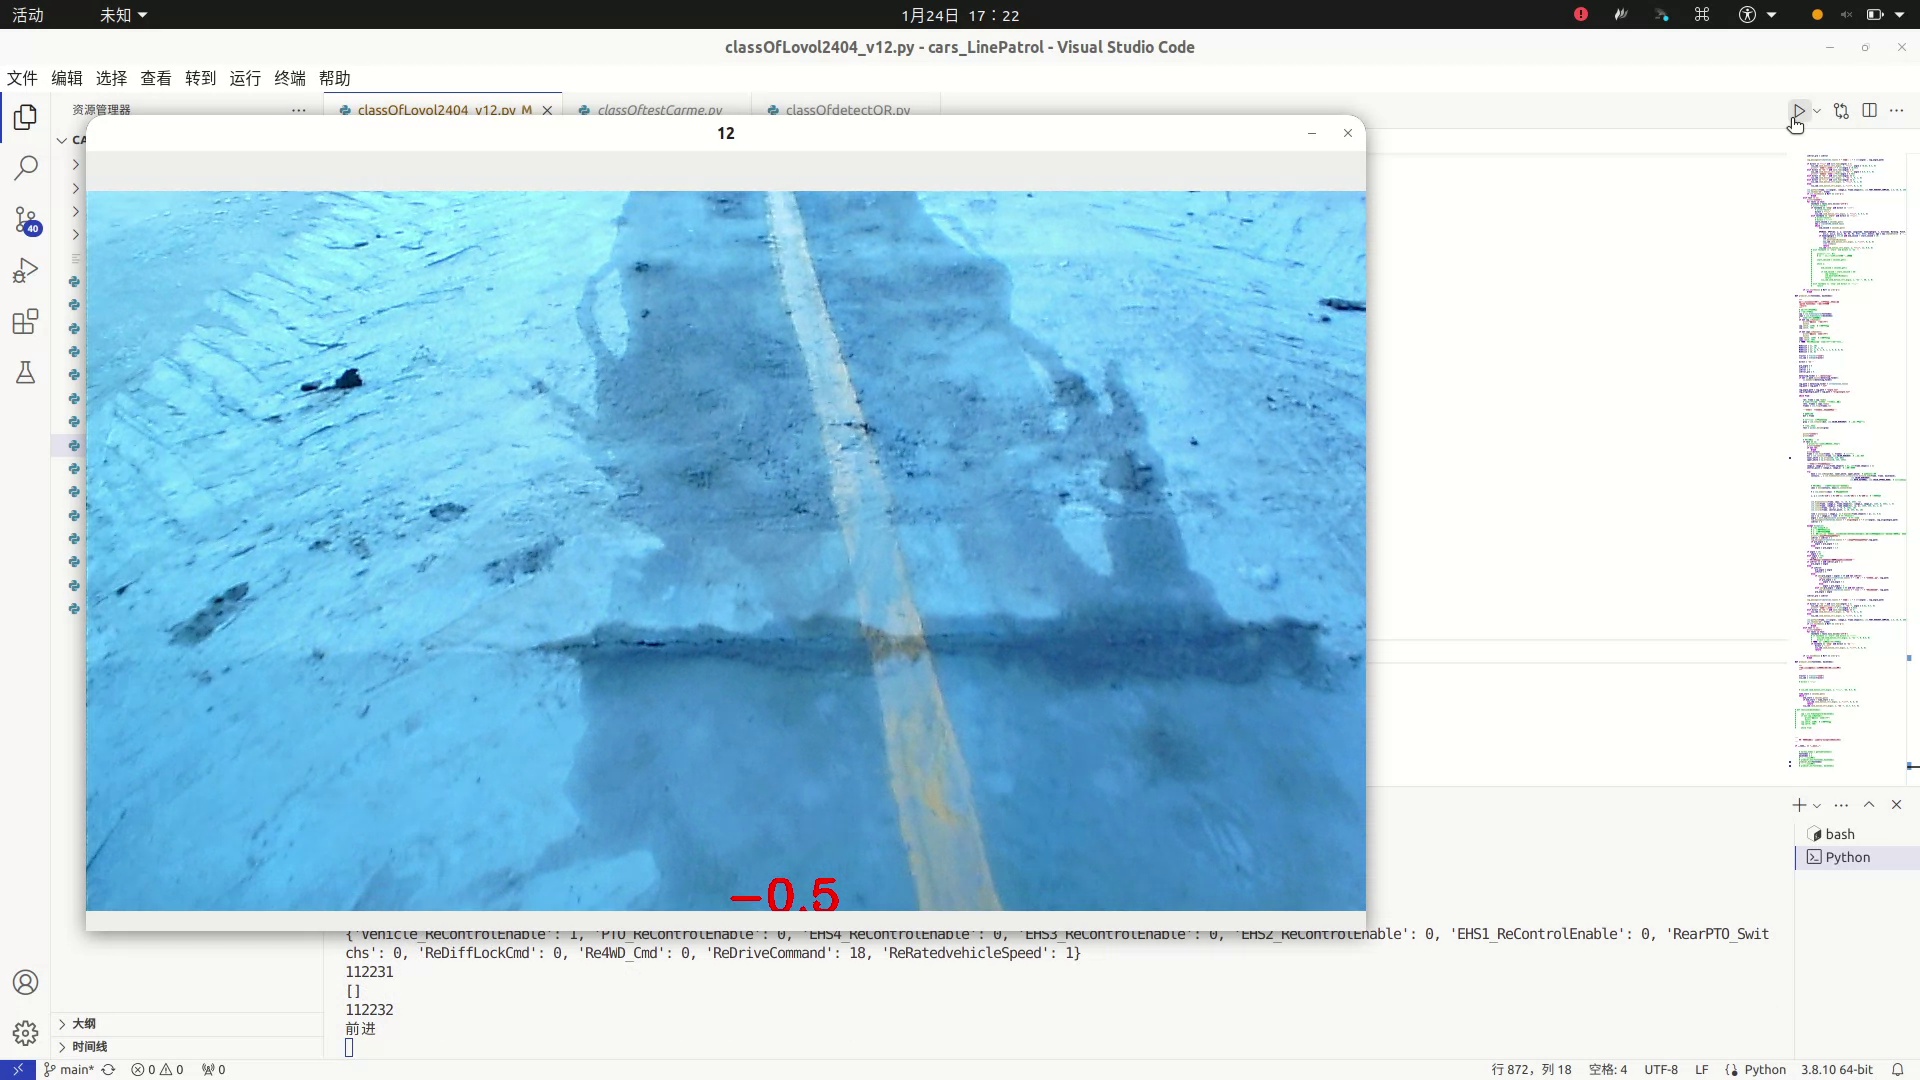 活动
未知
1月24日 17：22
classOfLovol2404_v12.py - cars_LinePatrol - Visual Studio Code
文件 编辑 选择 查看 转到 运行 终端 帮助
资源管理器
classOfLovol2404_v12.py M
classOftestCarme.py
classOfdetectQR.py
CA
12
40
-0.5
bash
Python
{'Vehicle_ReControlEnable': 1, 'PTO_ReControlEnable': 0, 'EHS4_ReControlEnable': 0, 'EHS3_ReControlEnable': 0, 'EHS2_ReControlEnable': 0, 'EHS1_ReControlEnable': 0, 'RearPTO_Swit
chs': 0, 'ReDiffLockCmd': 0, 'Re4WD_Cmd': 0, 'ReDriveCommand': 18, 'ReRatedvehicleSpeed': 1}
112231
[]
112232
前进
大纲
时间线
main* 0 0 0 行 872，列 18 空格: 4 UTF-8 LF Python 3.8.10 64-bit